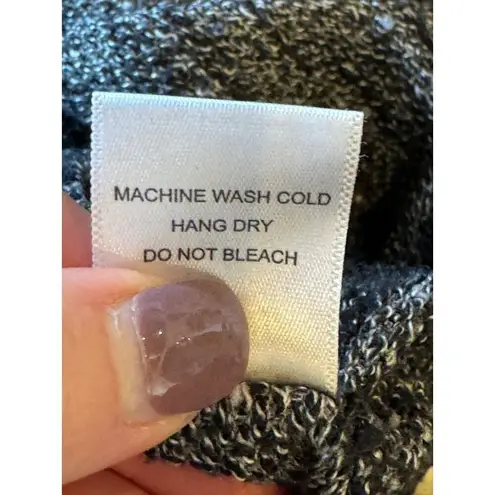 MACHINE WASH COLD
HANG DRY
DO NOT BLEACH